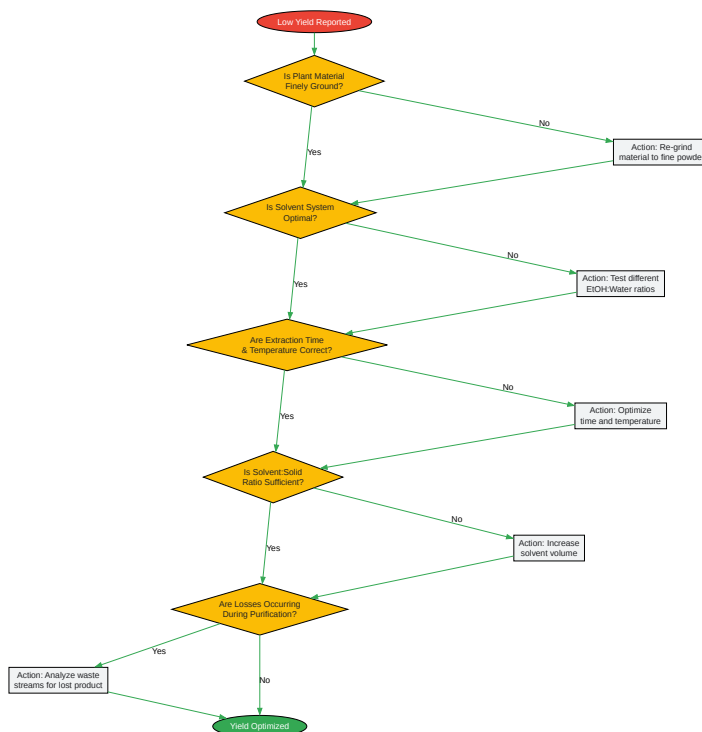 Low Yield Reported
Is Plant Material
Finely Ground?
No
Action: Re-grind
material to fine powde
Yes
Is Solvent System
Optimal?
No
Action: Test different
EtOH:Water ratios
Yes
Are Extraction Time
& Temperature Correct?
No
Action: Optimize
time and temperature
Yes
Is Solvent:Solid
Ratio Sufficient?
No
Action: Increase
solvent volume
Yes
Are Losses Occurring
During Purification?
Yes
Action: Analyze waste
streams for lost product
No
Yield Optimized